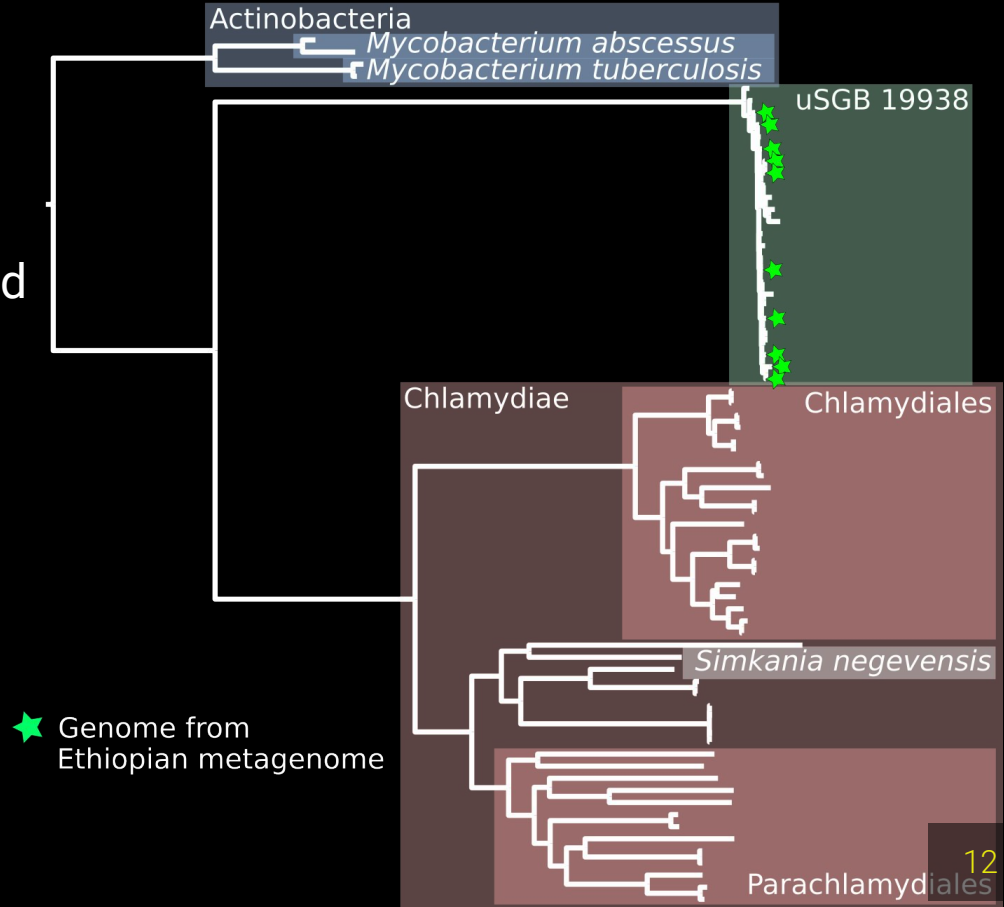 Actinobacteria
Mycobacterium abscessus
Mycobacterium tuberculosis
uSGB 19938
d
Chlamydiae
Chlamydiales
Simkania negevensis
Genome from
Ethiopian metagenome
12
Parachlamydiales